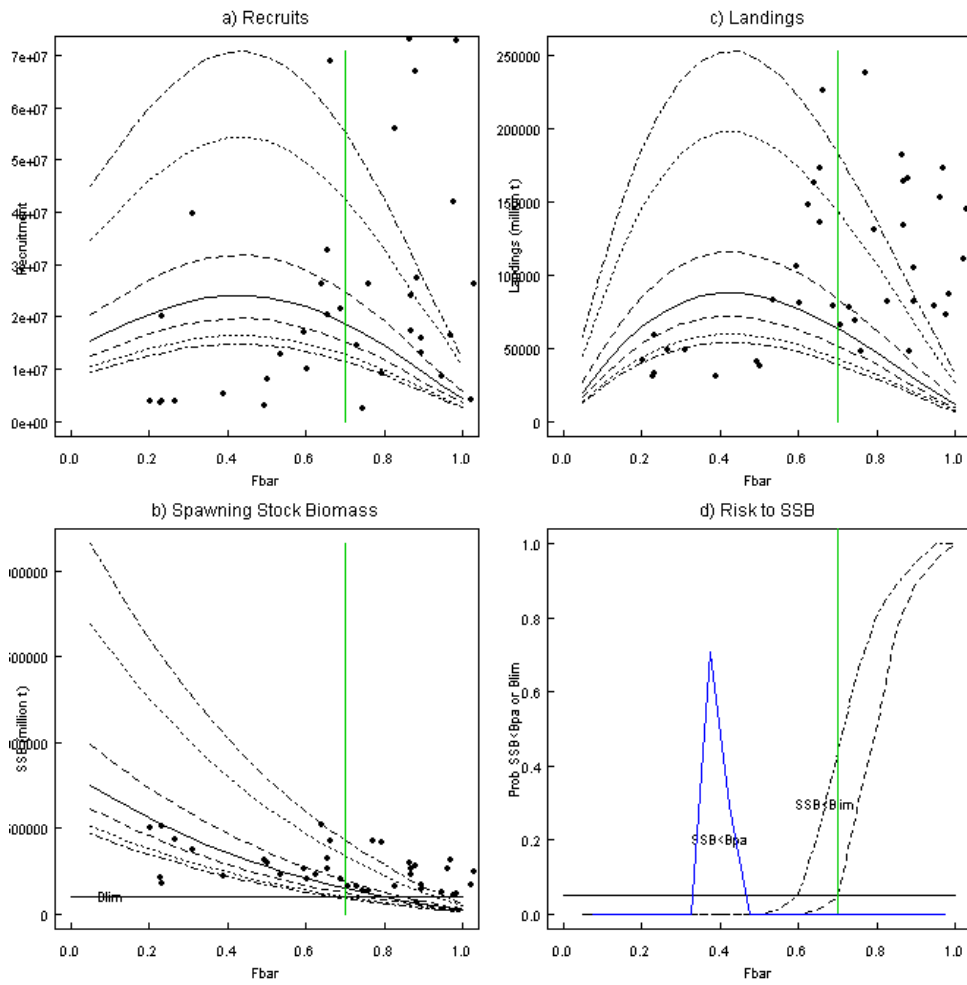 a) Recruits
7e+07
6e+07
5e+07
4e+07
3e+07
2e+07
1e+07
0e+00
Recruitment
0.0 0.2 0.4 0.6 0.8 1.0
Fbar
c) Landings
250000
200000
150000
100000
50000
0
Landings (million t)
0.0 0.2 0.4 0.6 0.8 1.0
Fbar
b) Spawning Stock Biomass
500000
0
SSB (million t)
Blim
0.0 0.2 0.4 0.6 0.8 1.0
Fbar
d) Risk to SSB
1.0
0.8
0.6
0.4
0.2
0.0
Prob SSB<Bpa or Blim
SSB<Blim
SSB<Bpa
0.0 0.2 0.4 0.6 0.8 1.0
Fbar